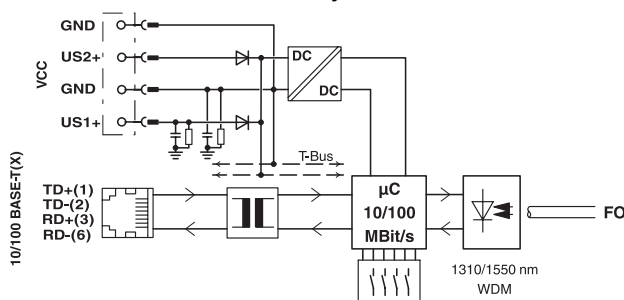 GND
US2+
GND
US1+
VCC
DC
DC
T-Bus
10/100 BASE-T(X)
TD+(1)
TD-(2)
RD+(3)
RD-(6)
µC
10/100
MBit/s
FO
1310/1550 nm
WDM